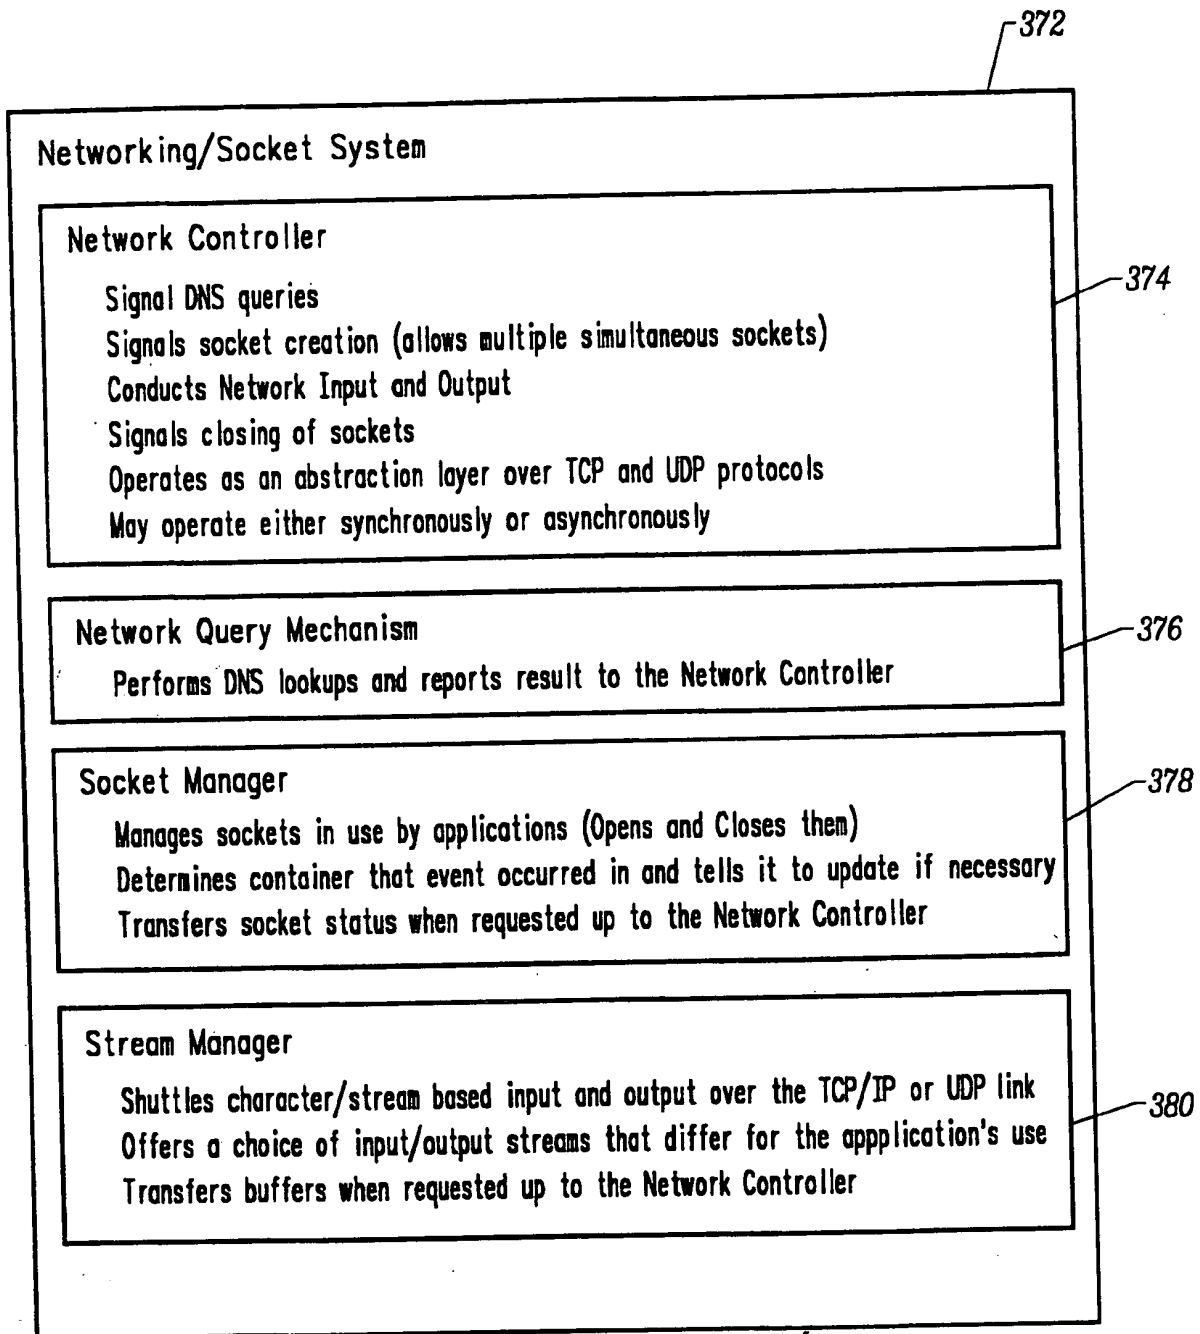 372
Networking/Socket System
Network Controller
Signal DNS queries
374
Signals socket creation (allows multiple simultaneous sockets)
Conducts Network Input and Output
Signals closing of sockets
Operates as an abstraction layer over TCP and UDP protocols
May operate either synchronously or asynchronously
Network Query Mechanism
376
Performs DNS lookups and reports result to the Network Controller
Socket Manager
378
Manages sockets in use by applications (Opens and Closes them)
Determines container that event occurred in and tells it to update if necessary
Transfers socket status when requested up to the Network Controller
Stream Manager
Shuttles character/stream based input and output over the TCP/IP or UDP link
380
Offers a choice of input/output streams that differ for the appplication's use
Transfers buffers when requested up to the Network Controller